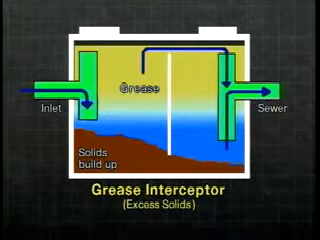 Grease
Inlet
Sewer
Solids
build up
Grease Interceptor
(Excess Solids)